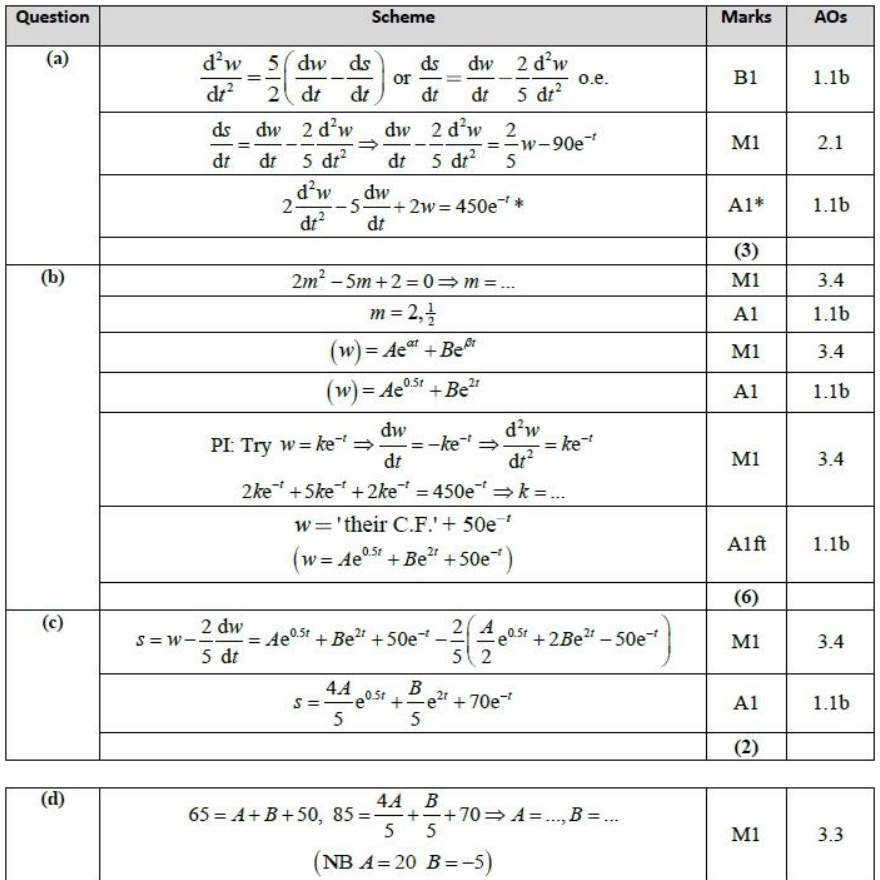 Question Scheme Marks AOs
(a) d²w/dt² = 5/2(dw/dt − ds/dt) or ds/dt = dw/dt − 2/5 d²w/dt² o.e. B1 1.1b
ds/dt = dw/dt − 2/5 d²w/dt² ⇒ dw/dt − 2/5 d²w/dt² = 2/5 w − 90e⁻ᵗ M1 2.1
2 d²w/dt² − 5 dw/dt + 2w = 450e⁻ᵗ * A1* 1.1b
(3)
(b) 2m² − 5m + 2 = 0 ⇒ m = ... M1 3.4
m = 2, ½ A1 1.1b
(w) = Ae^(αt) + Be^(βt) M1 3.4
(w) = Ae^(0.5t) + Be^(2t) A1 1.1b
PI: Try w = ke⁻ᵗ ⇒ dw/dt = −ke⁻ᵗ ⇒ d²w/dt² = ke⁻ᵗ
2ke⁻ᵗ + 5ke⁻ᵗ + 2ke⁻ᵗ = 450e⁻ᵗ ⇒ k = ... M1 3.4
w = 'their C.F.' + 50e⁻ᵗ
(w = Ae^(0.5t) + Be^(2t) + 50e⁻ᵗ) A1ft 1.1b
(6)
(c) s = w − 2/5 dw/dt = Ae^(0.5t) + Be^(2t) + 50e⁻ᵗ − 2/5(A/2 e^(0.5t) + 2Be^(2t) − 50e⁻ᵗ) M1 3.4
s = 4A/5 e^(0.5t) + B/5 e^(2t) + 70e⁻ᵗ A1 1.1b
(2)
(d) 65 = A + B + 50, 85 = 4A/5 + B/5 + 70 ⇒ A = ..., B = ...
(NB A = 20 B = −5) M1 3.3